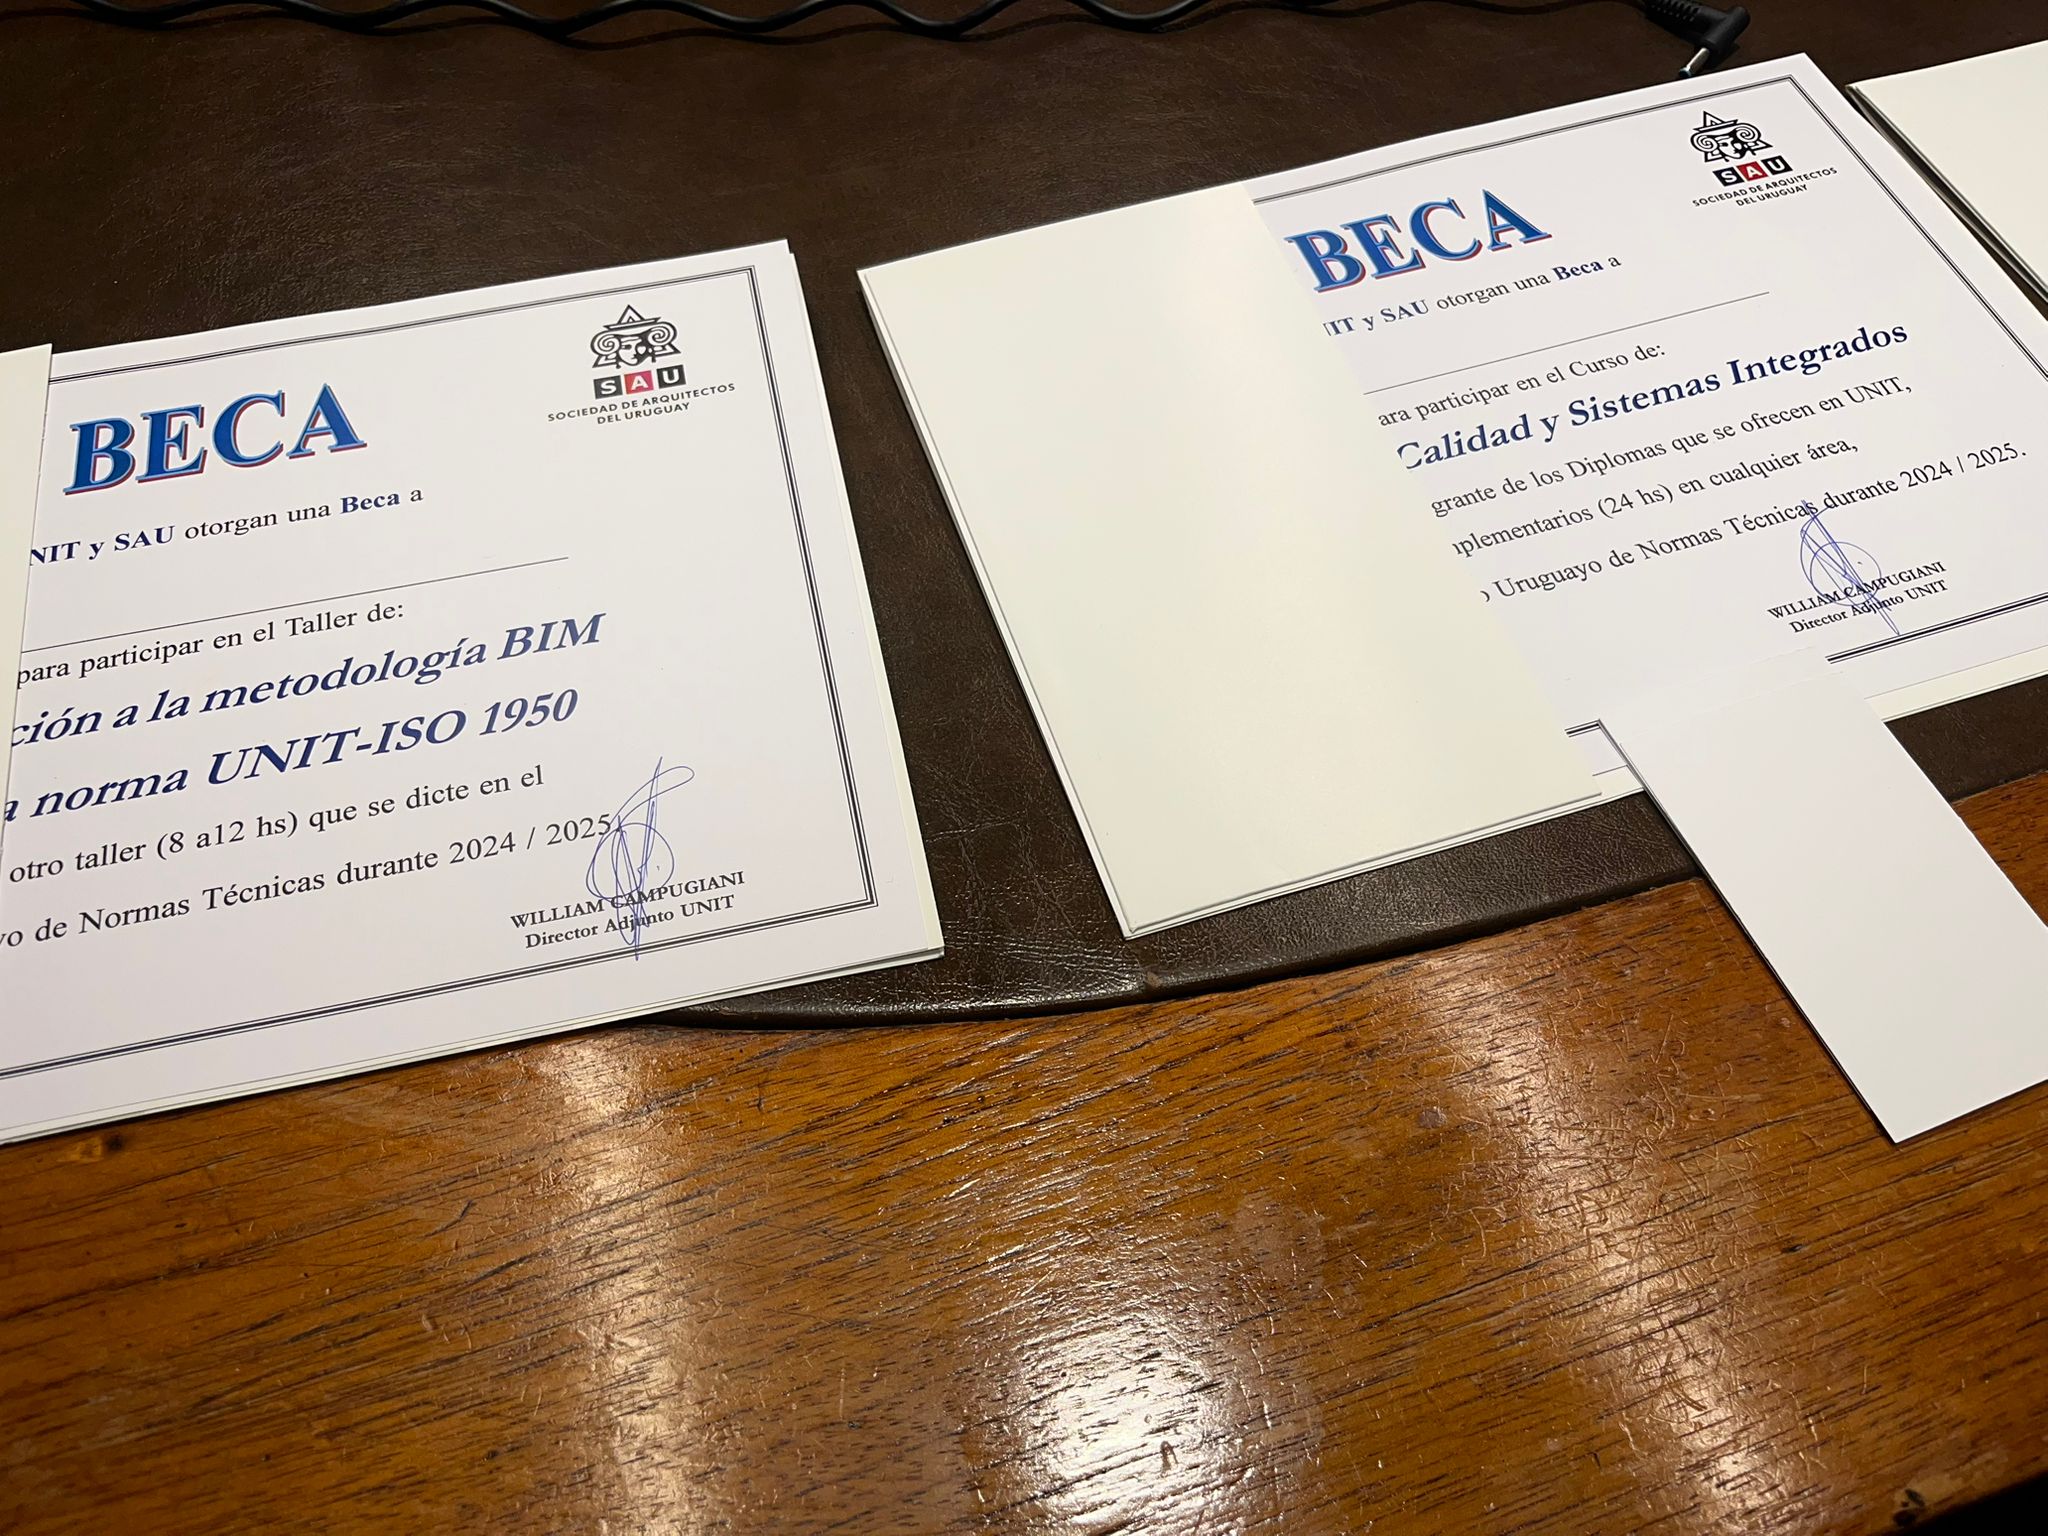 BECA
SAU
SOCIEDAD DE ARQUITECTOS
DEL URUGUAY
NIT y SAU otorgan una Beca a
para participar en el Taller de:
ción a la metodología BIM
a norma UNIT-ISO 1950
otro taller (8 a12 hs) que se dicte en el
yo de Normas Técnicas durante 2024 / 2025.
WILLIAM CAMPUGIANI
Director Adjunto UNIT
BECA
SAU
SOCIEDAD DE ARQUITECTOS
DEL URUGUAY
NIT y SAU otorgan una Beca a
ara participar en el Curso de:
Calidad y Sistemas Integrados
grante de los Diplomas que se ofrecen en UNIT,
mplementarios (24 hs) en cualquier área,
o Uruguayo de Normas Técnicas durante 2024 / 2025.
WILLIAM CAMPUGIANI
Director Adjunto UNIT